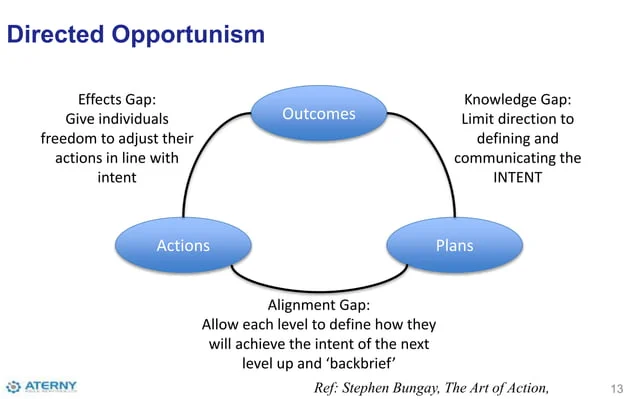 Directed Opportunism
Effects Gap:
Give individuals
freedom to adjust their
actions in line with
intent
Outcomes
Knowledge Gap:
Limit direction to
defining and
communicating the
INTENT
Actions
Plans
Alignment Gap:
Allow each level to define how they
will achieve the intent of the next
level up and ‘backbrief’
ATERNY
Ref: Stephen Bungay, The Art of Action,
13